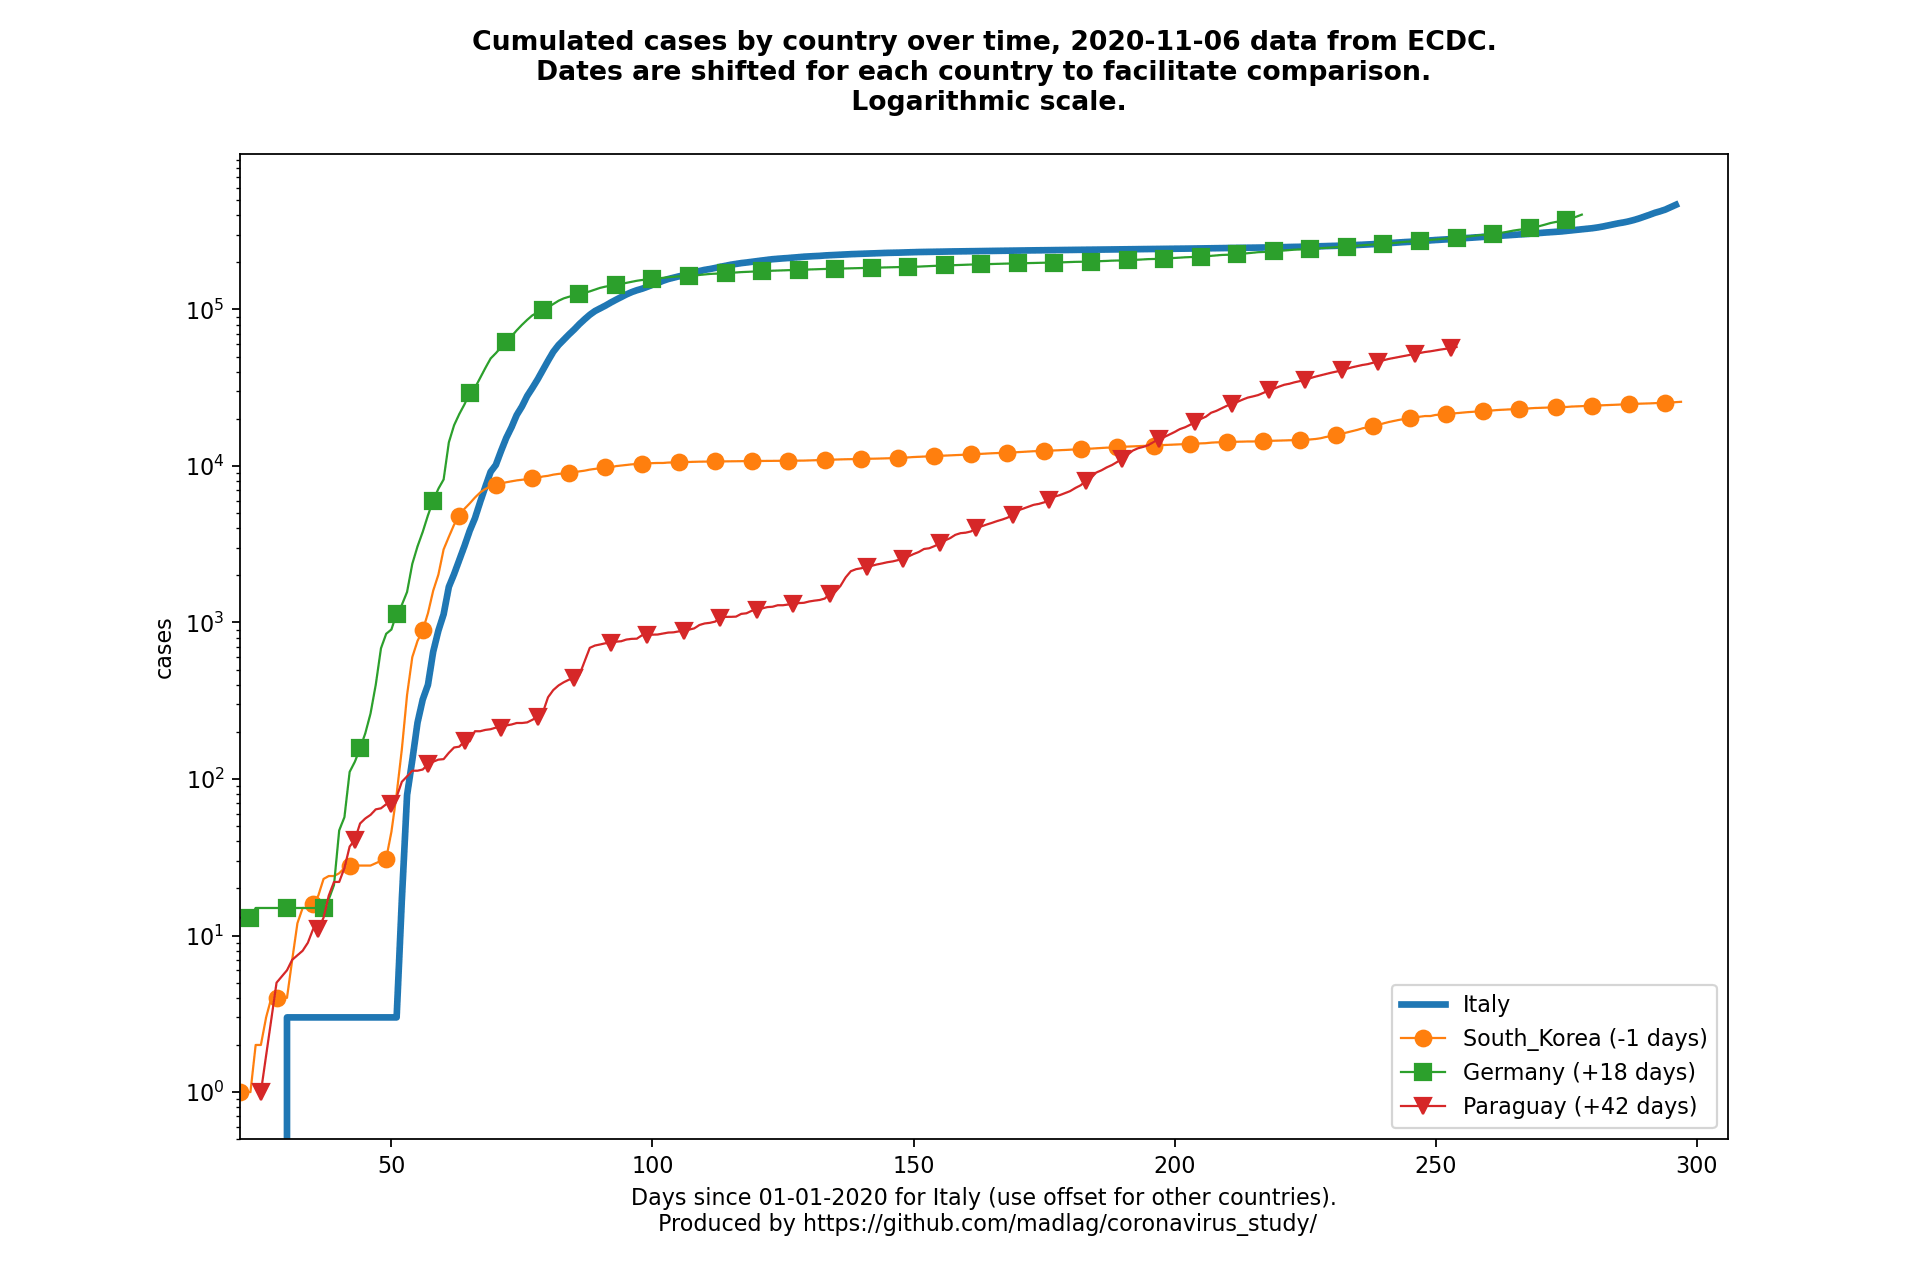 Cumulated cases by country over time, 2020-11-06 data from ECDC.
Dates are shifted for each country to facilitate comparison.
Logarithmic scale.
cases
10⁵
10⁴
10³
10²
10¹
10⁰
50
100
150
200
250
300
Italy
South_Korea (-1 days)
Germany (+18 days)
Paraguay (+42 days)
Days since 01-01-2020 for Italy (use offset for other countries).
Produced by https://github.com/madlag/coronavirus_study/